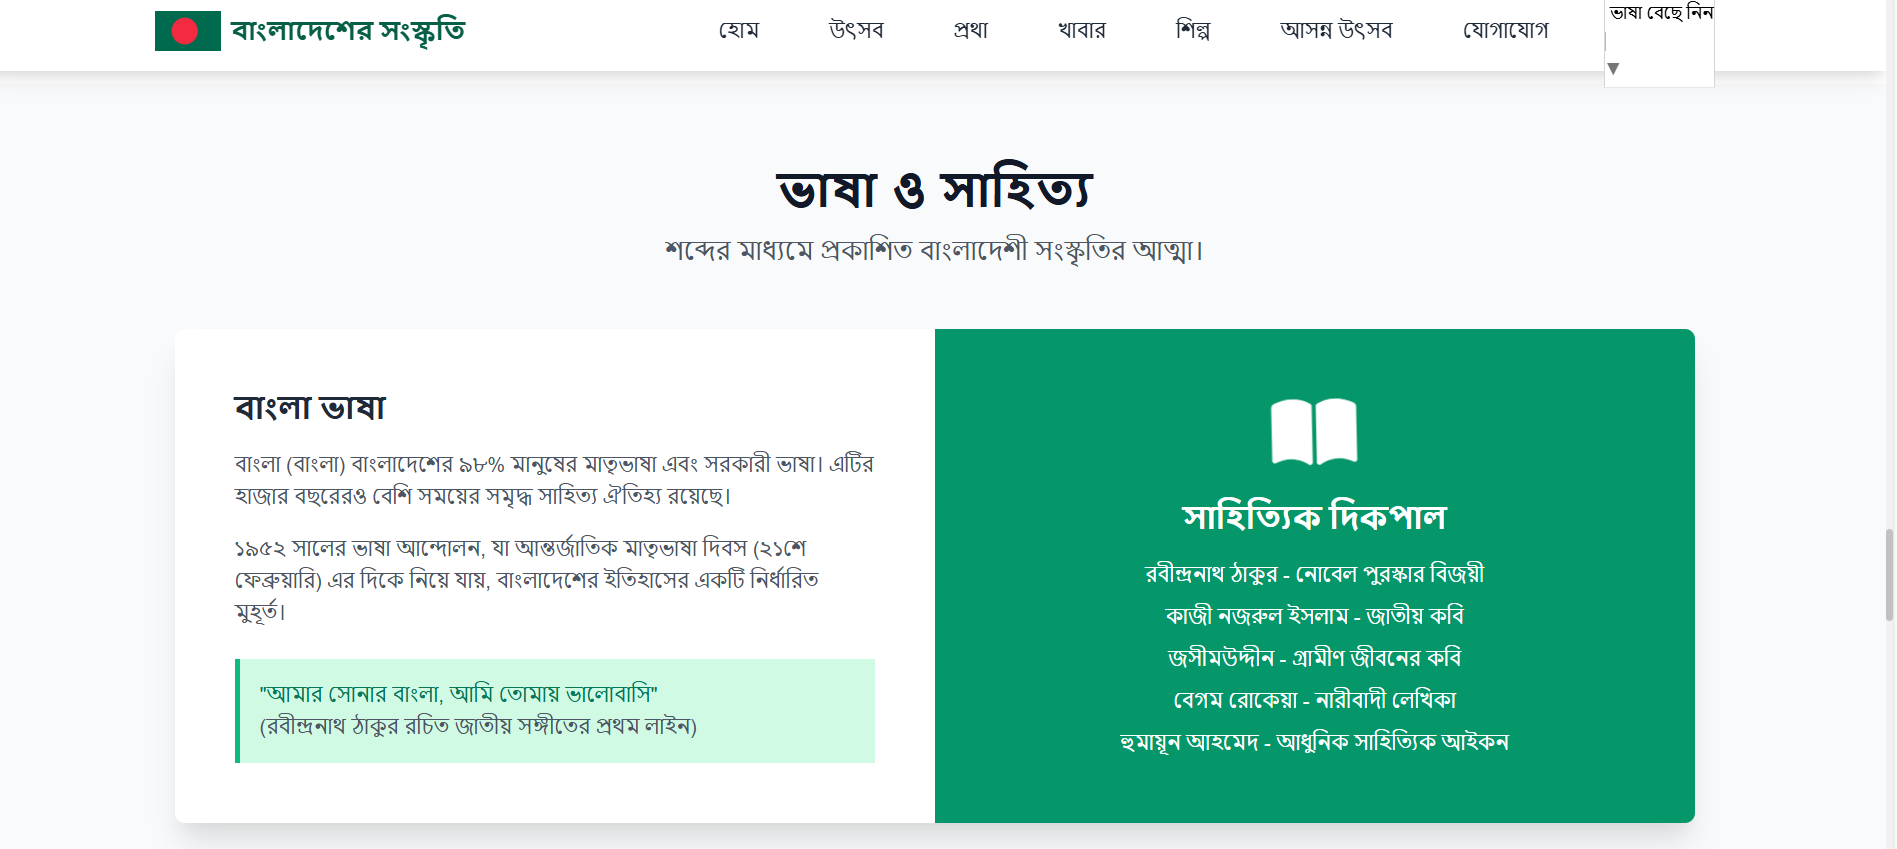 বাংলাদেশের সংস্কৃতি
হোম
উৎসব
প্রথা
খাবার
শিল্প
আসন্ন উৎসব
যোগাযোগ
ভাষা বেছে নিন
▼
ভাষা ও সাহিত্য
শব্দের মাধ্যমে প্রকাশিত বাংলাদেশী সংস্কৃতির আত্মা।
বাংলা ভাষা
বাংলা (বাংলা) বাংলাদেশের ৯৮% মানুষের মাতৃভাষা এবং সরকারী ভাষা। এটির
হাজার বছরেরও বেশি সময়ের সমৃদ্ধ সাহিত্য ঐতিহ্য রয়েছে।
১৯৫২ সালের ভাষা আন্দোলন, যা আন্তর্জাতিক মাতৃভাষা দিবস (২১শে
ফেব্রুয়ারি) এর দিকে নিয়ে যায়, বাংলাদেশের ইতিহাসের একটি নির্ধারিত
মুহূর্ত।
"আমার সোনার বাংলা, আমি তোমায় ভালোবাসি"
(রবীন্দ্রনাথ ঠাকুর রচিত জাতীয় সঙ্গীতের প্রথম লাইন)
সাহিত্যিক দিকপাল
রবীন্দ্রনাথ ঠাকুর - নোবেল পুরস্কার বিজয়ী
কাজী নজরুল ইসলাম - জাতীয় কবি
জসীমউদ্দীন - গ্রামীণ জীবনের কবি
বেগম রোকেয়া - নারীবাদী লেখিকা
হুমায়ূন আহমেদ - আধুনিক সাহিত্যিক আইকন